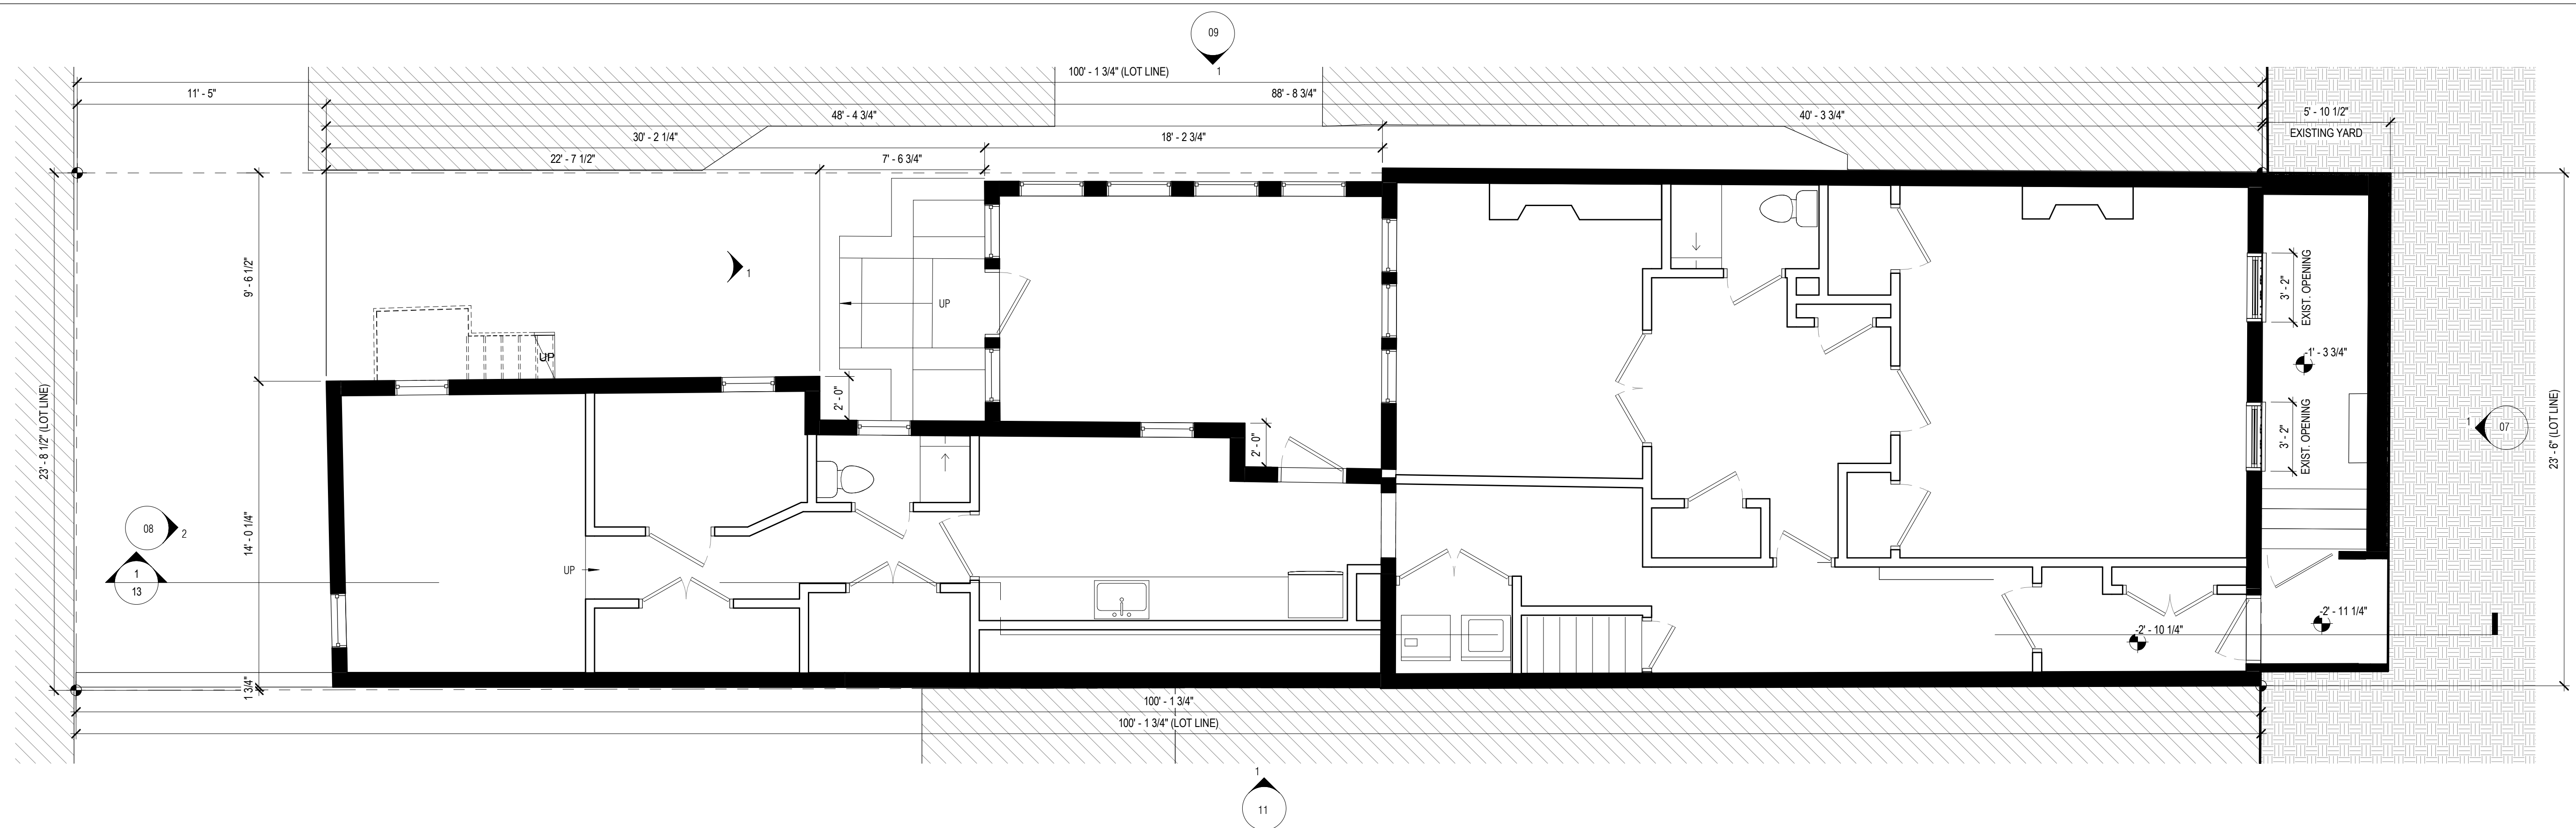 09
1
100' - 1 3/4" (LOT LINE)
11' - 5"
88' - 8 3/4"
48' - 4 3/4"
40' - 3 3/4"
5' - 10 1/2"
EXISTING YARD
30' - 2 1/4"
18' - 2 3/4"
22' - 7 1/2"
7' - 6 3/4"
9' - 6 1/2"
1
UP
3' - 2"
EXIST. OPENING
-1' - 3 3/4"
UP
2' - 0"
23' - 8 1/2" (LOT LINE)
2' - 0"
3' - 2"
EXIST. OPENING
1
07
23' - 6" (LOT LINE)
08
2
14' - 0 1/4"
UP
1
13
-2' - 11 1/4"
-2' - 10 1/4"
1 3/4"
100' - 1 3/4"
100' - 1 3/4" (LOT LINE)
1
11